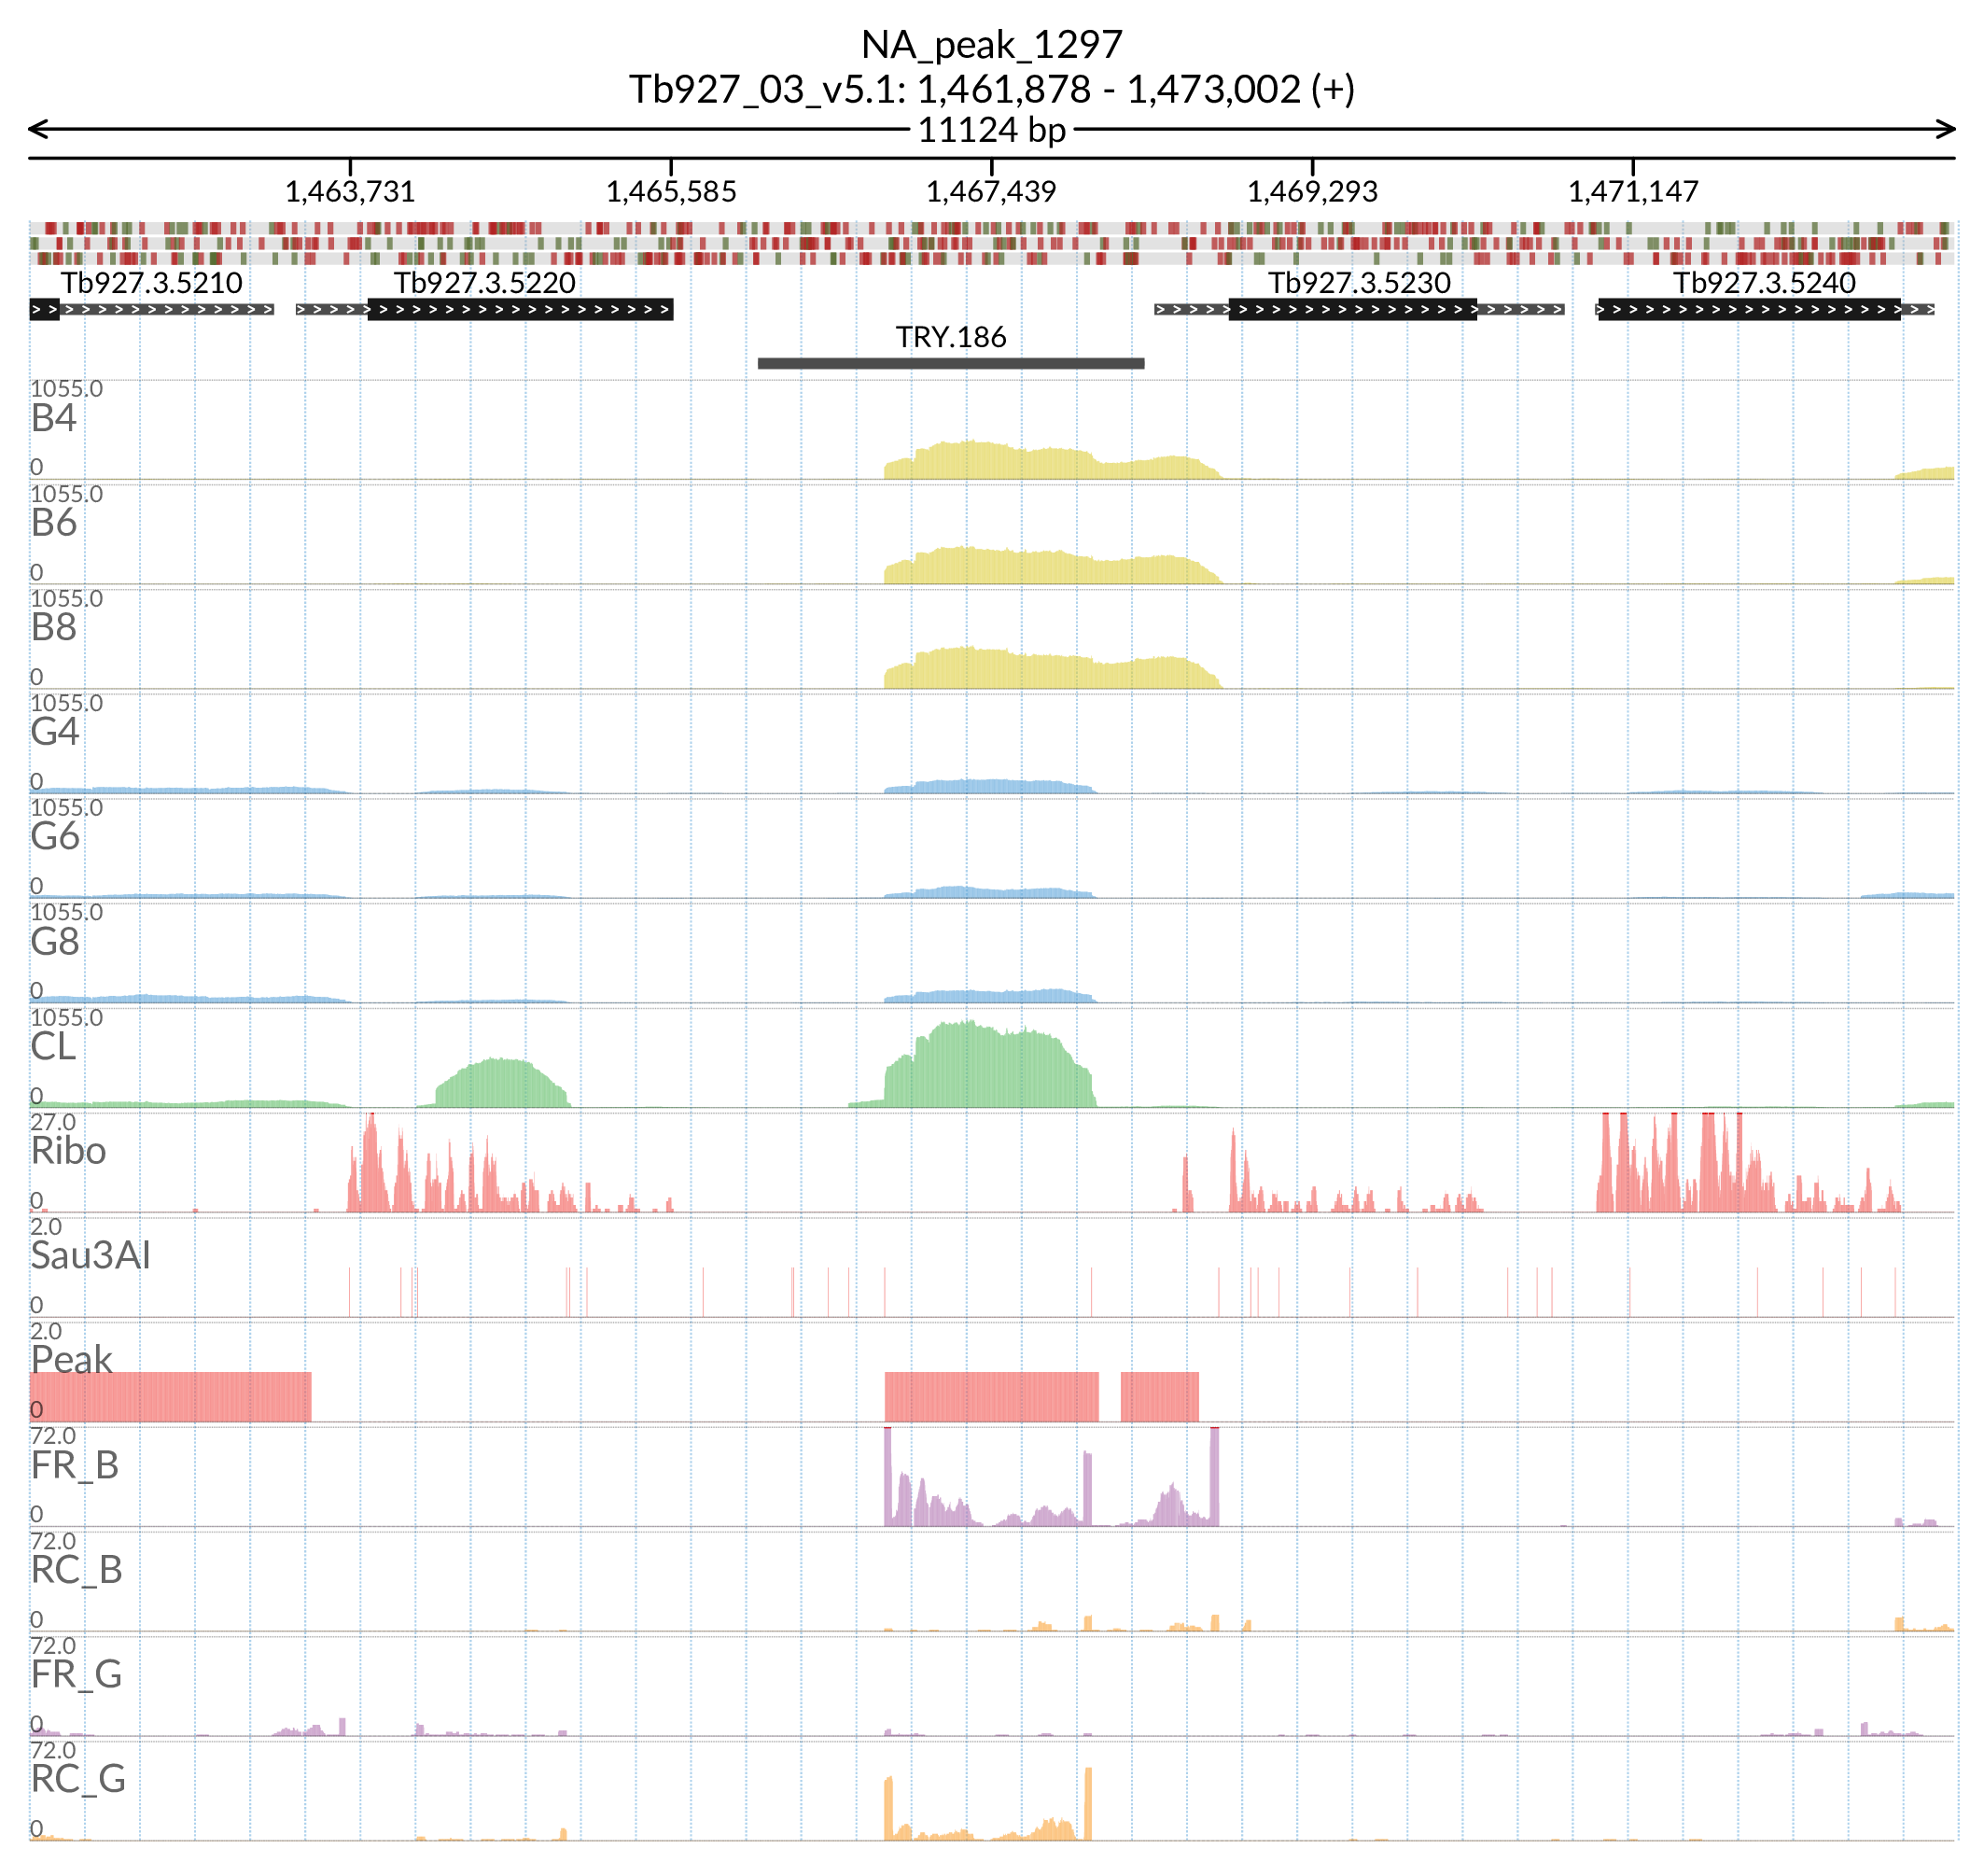 NA_peak_1297
Tb927_03_v5.1: 1,461,878 - 1,473,002 (+)
11124 bp
1,463,731 1,465,585 1,467,439 1,469,293 1,471,147
Tb927.3.5210 Tb927.3.5220 Tb927.3.5230 Tb927.3.5240
TRY.186
1055.0
B4
0
1055.0
B6
0
1055.0
B8
0
1055.0
G4
0
1055.0
G6
0
1055.0
G8
0
1055.0
CL
0
27.0
Ribo
0
2.0
Sau3AI
0
2.0
Peak
0
72.0
FR_B
0
72.0
RC_B
0
72.0
FR_G
0
72.0
RC_G
0